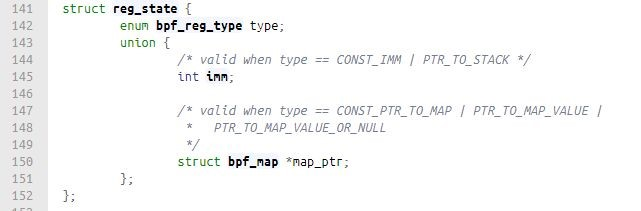 141 struct reg_state {
142 enum bpf_reg_type type;
143 union {
144 /* valid when type == CONST_IMM | PTR_TO_STACK */
145 int imm;
146
147 /* valid when type == CONST_PTR_TO_MAP | PTR_TO_MAP_VALUE |
148 * PTR_TO_MAP_VALUE_OR_NULL
149 */
150 struct bpf_map *map_ptr;
151 };
152 };